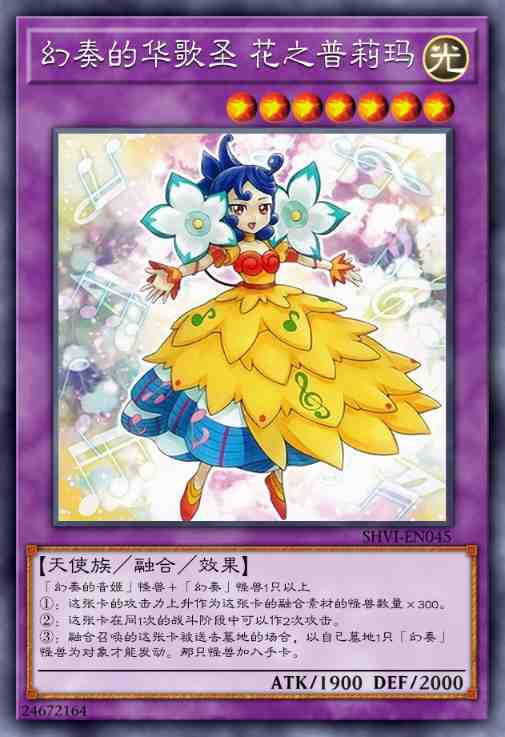 幻奏的华歌圣 花之普莉玛
光
SHVI-EN045
【天使族／融合／效果】
「幻奏的音姬」怪兽＋「幻奏」怪兽1只以上
①：这张卡的攻击力上升作为这张卡的融合素材的怪兽数量×300。
②：这张卡在同1次的战斗阶段中可以作2次攻击。
③：融合召唤的这张卡被送去墓地的场合，以自己墓地1只「幻奏」
怪兽为对象才能发动。那只怪兽加入手卡。
ATK/1900 DEF/2000
24672164